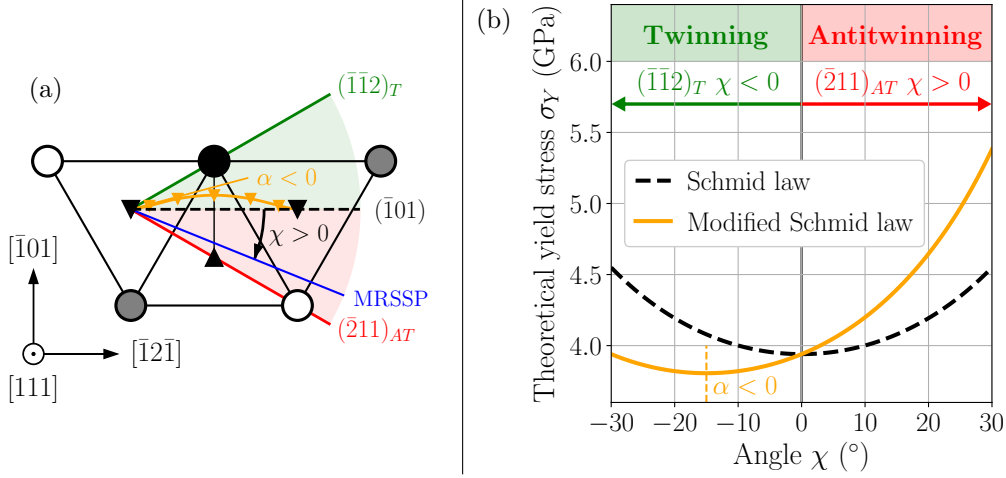 (a)
(1̄1̄2)_T
α < 0
(1̄01)
χ > 0
MRSSP
(2̄11)_AT
[1̄01]
[1̄21̄]
[111]
(b)
Theoretical yield stress σ_Y (GPa)
Twinning
Antitwinning
(1̄1̄2)_T χ < 0
(2̄11)_AT χ > 0
Schmid law
Modified Schmid law
α < 0
6.0
5.5
5.0
4.5
4.0
−30
−20
−10
0
10
20
30
Angle χ (°)